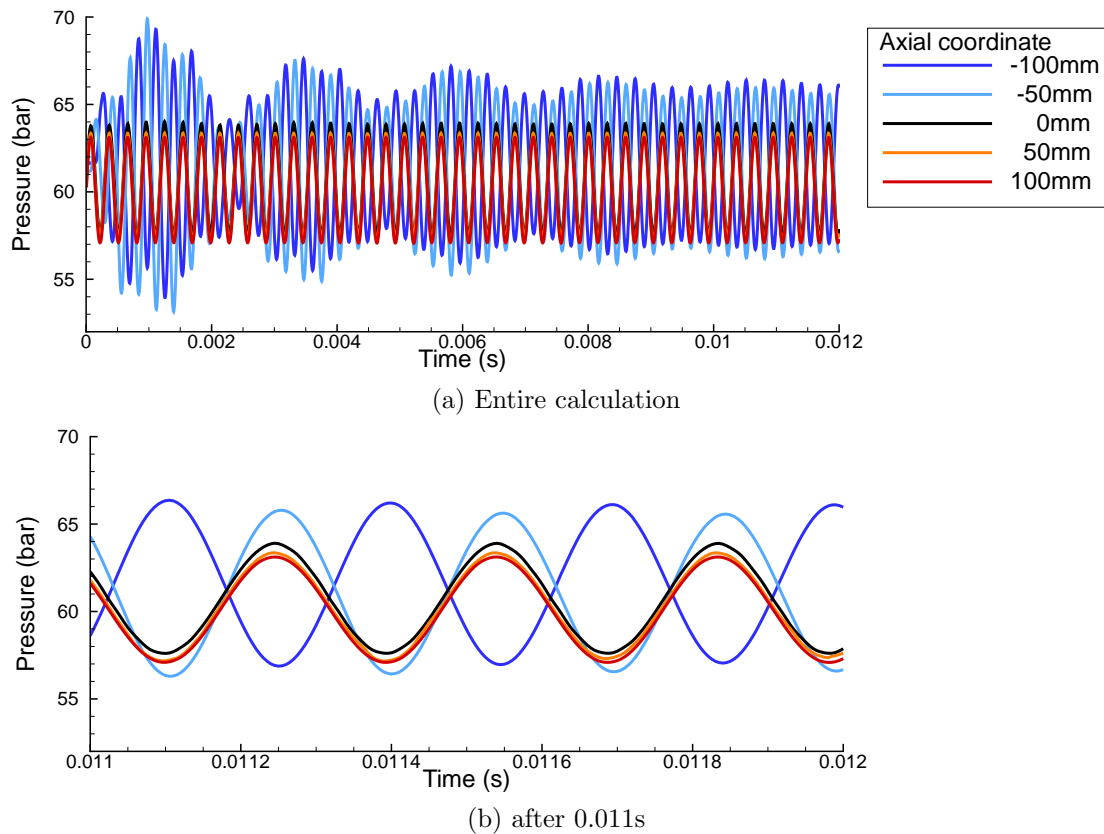 70
65
60
55
Pressure (bar)
0
0.002
0.004
0.006
0.008
0.01
0.012
Time (s)
Axial coordinate
-100mm
-50mm
0mm
50mm
100mm
(a) Entire calculation
70
65
60
55
Pressure (bar)
0.011
0.0112
0.0114
0.0116
0.0118
0.012
Time (s)
(b) after 0.011s